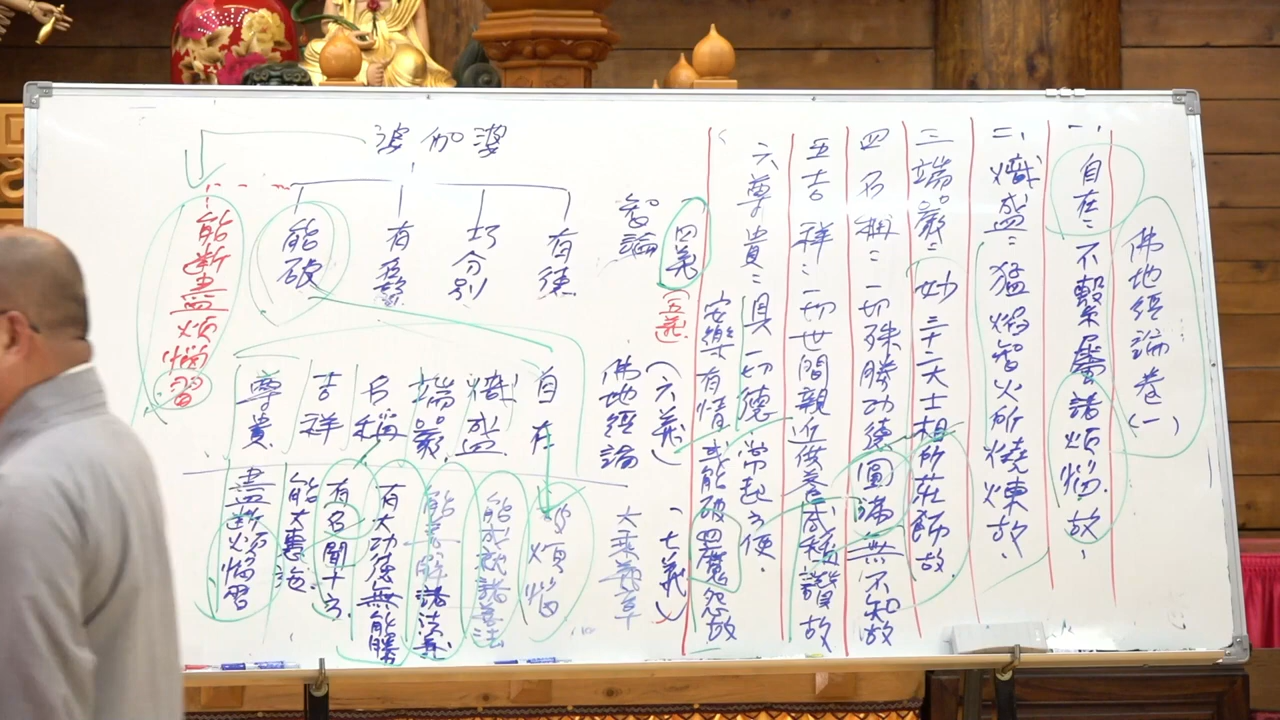 佛地經論卷(一)
一、自在：不繫屬諸煩惱故、
二、熾盛：猛焰智火所燒煉故、
三端嚴：妙三十二大士相所莊飾故、
四名稱：一切殊勝功德圓滿無不知故
五吉祥：一切世間親近供養咸稱讚故
六尊貴：具一切德常起方便、
安樂有情 或能破四魔怨故
四義
(五義)
(六義)
(七義)
智論
佛地經論
大乘義章
婆伽婆
有德
巧分別
有名聲
能破
能斷盡煩惱習
自在
熾盛
端嚴
名稱
吉祥
尊貴
破煩惱
能成就諸善法
能善解諸法義
有大功德無能勝
有名聞十方
能大惠施
盡斷煩惱習